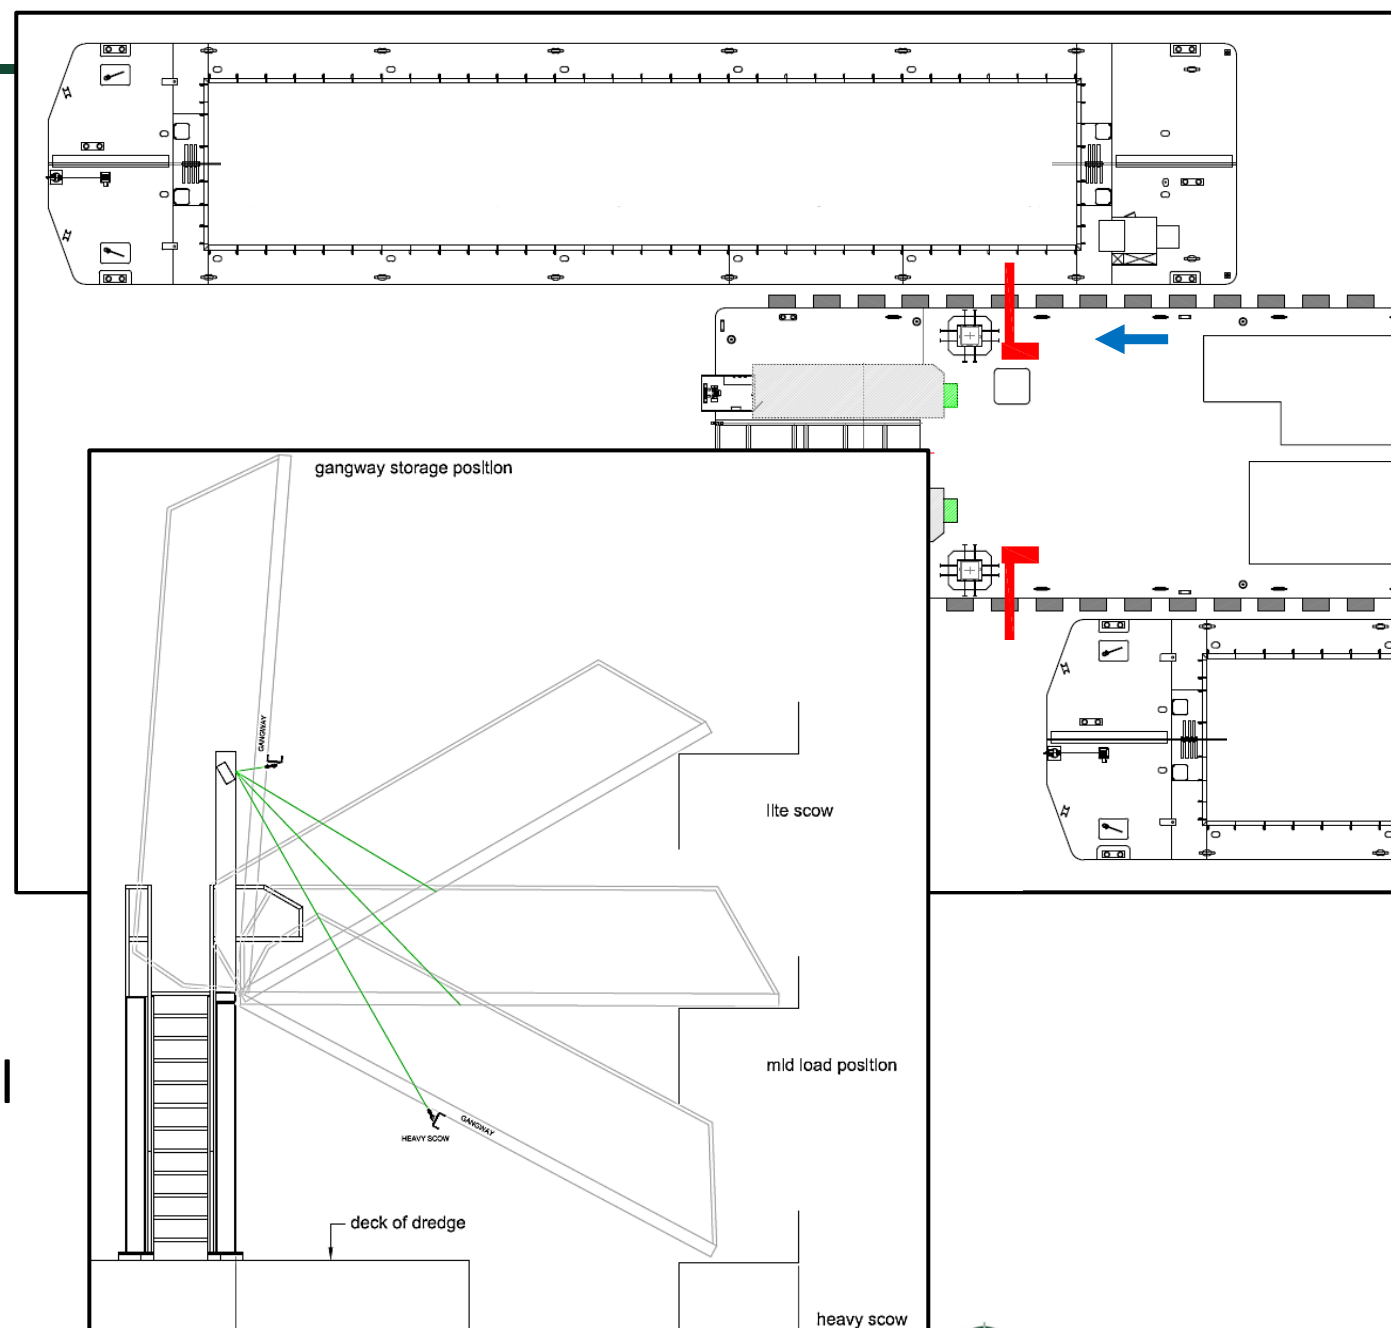 gangway storage position
GANGWAY
lite scow
mid load position
GANGWAY
HEAVY SCOW
deck of dredge
heavy scow